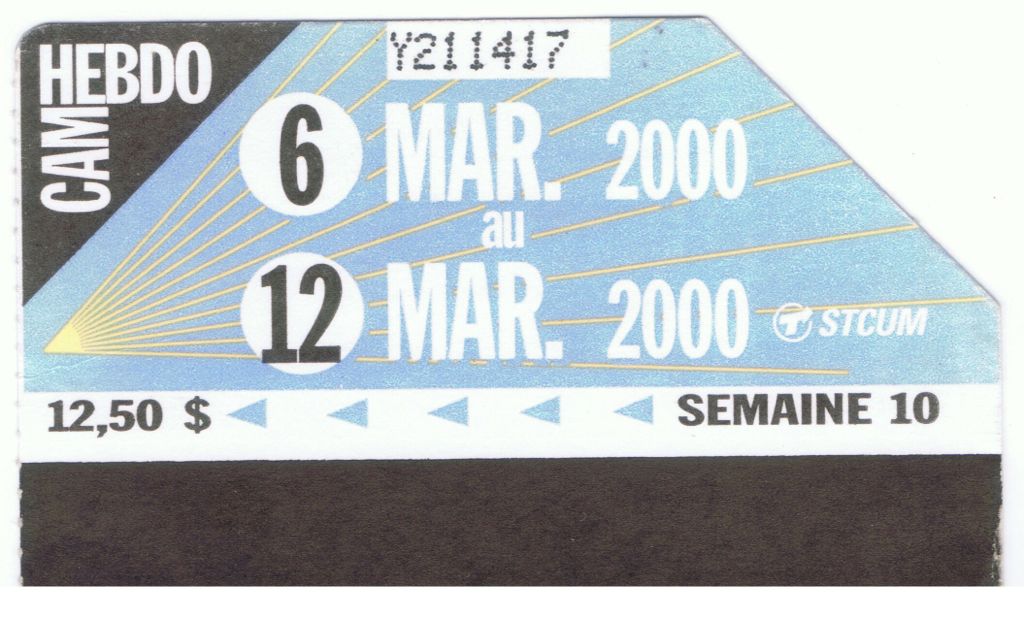 CAM HEBDO
Y211417
6 MAR. 2000
au
12 MAR. 2000
STCUM
12,50 $ SEMAINE 10